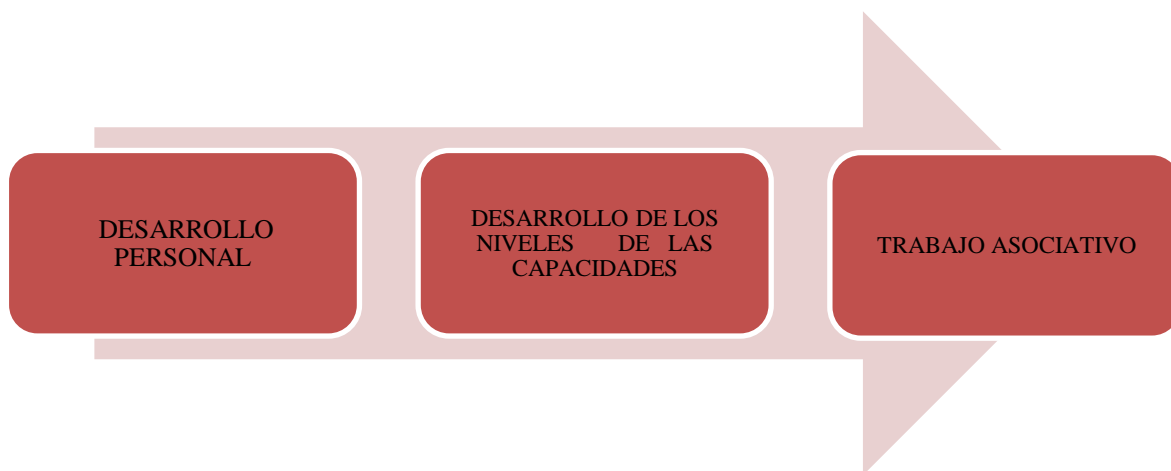 DESARROLLO
PERSONAL
DESARROLLO DE LOS
NIVELES DE LAS
CAPACIDADES
TRABAJO ASOCIATIVO